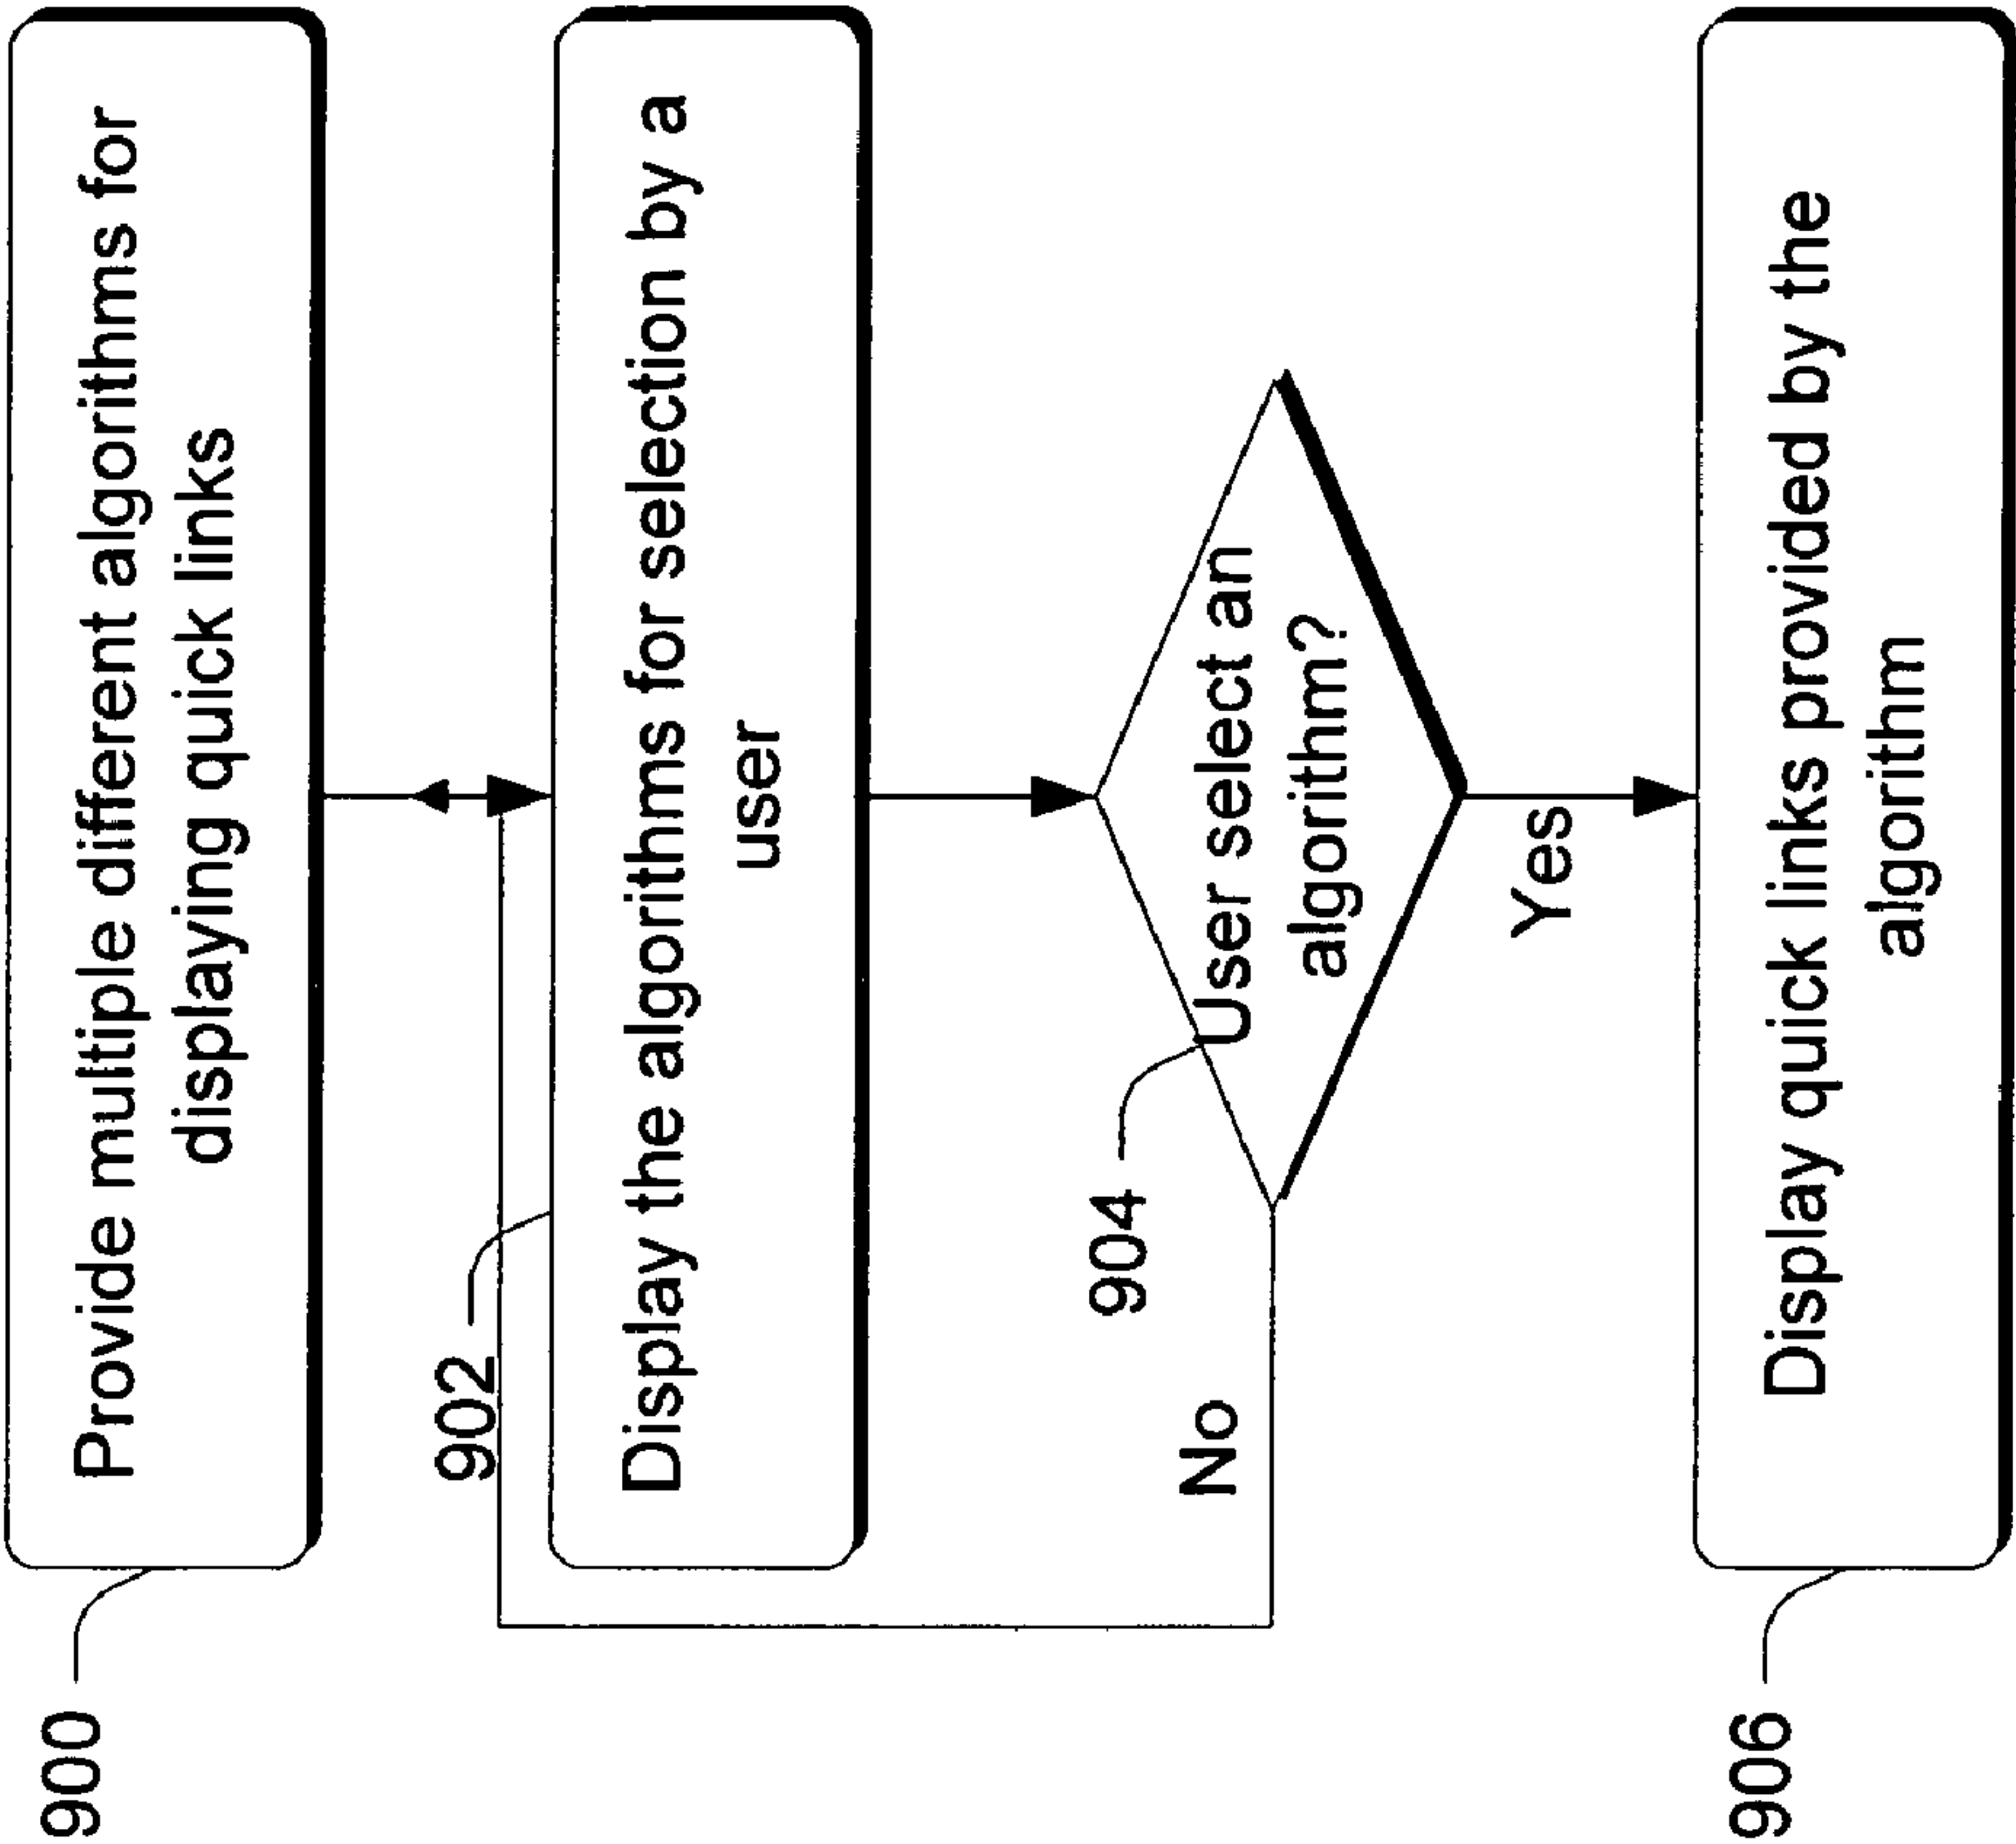 900
Provide multiple different algorithms for
displaying quick links
902
Display the algorithms for selection by a
user
904
User select an
algorithm?
No
Yes
906
Display quick links provided by the
algorithm